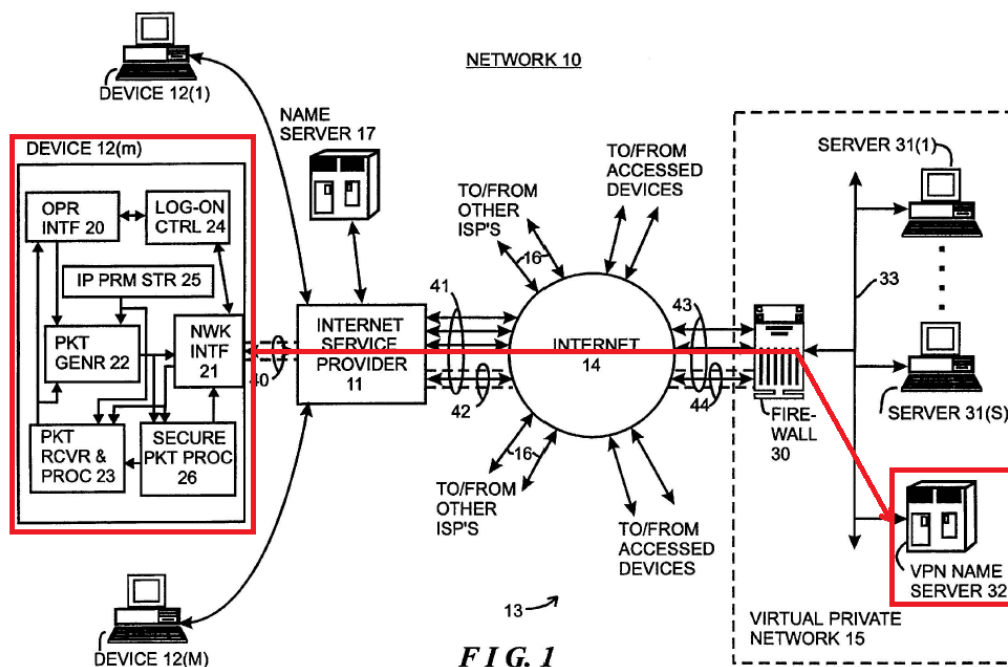 NETWORK 10
DEVICE 12(1)
NAME
SERVER 17
DEVICE 12(m)
OPR
INTF 20
LOG-ON
CTRL 24
IP PRM STR 25
PKT
GENR 22
NWK
INTF
21
PKT
RCVR &
PROC 23
SECURE
PKT PROC
26
40
INTERNET
SERVICE
PROVIDER
11
41
42
TO/FROM
OTHER
ISP'S
16
TO/FROM
ACCESSED
DEVICES
INTERNET
14
16
TO/FROM
OTHER
ISP'S
TO/FROM
ACCESSED
DEVICES
43
44
FIRE-
WALL
30
SERVER 31(1)
33
SERVER 31(S)
VPN NAME
SERVER 32
VIRTUAL PRIVATE
NETWORK 15
DEVICE 12(M)
13
FIG. 1